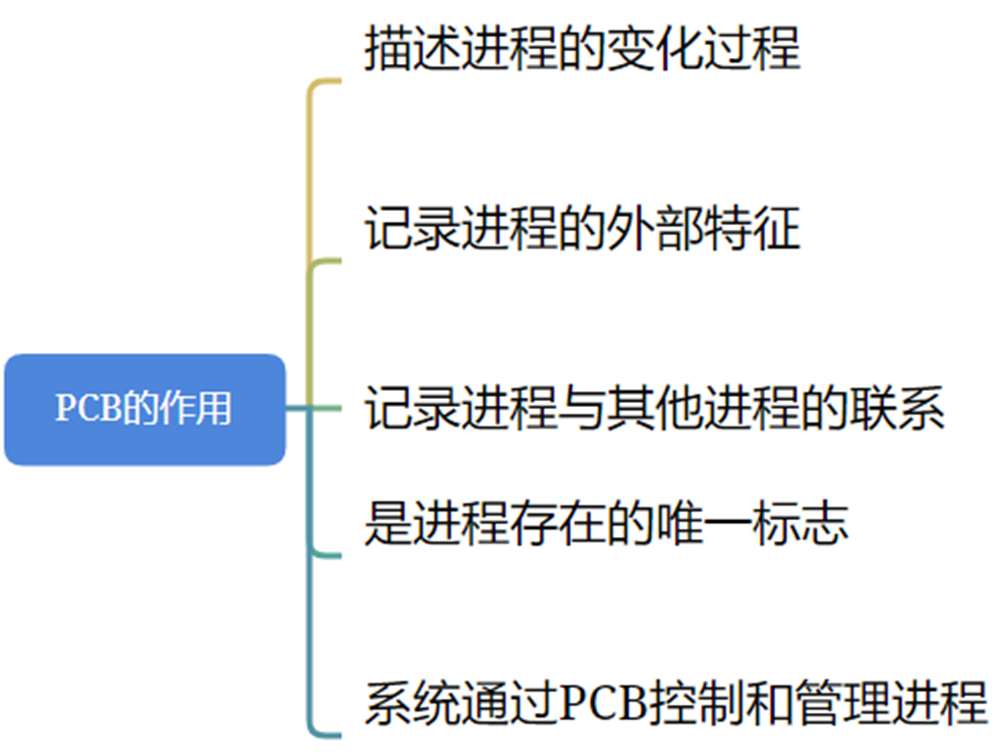 描述进程的变化过程
记录进程的外部特征
PCB的作用
记录进程与其他进程的联系
是进程存在的唯一标志
系统通过PCB控制和管理进程